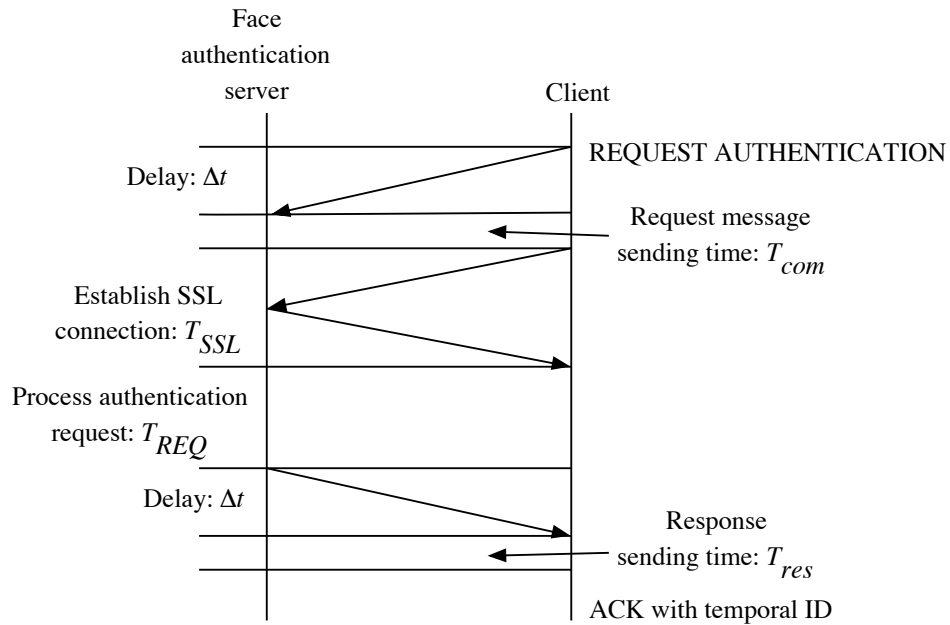 Face
authentication
server
Client
REQUEST AUTHENTICATION
Delay: Δt
Request message
sending time: T_com
Establish SSL
connection: T_SSL
Process authentication
request: T_REQ
Delay: Δt
Response
sending time: T_res
ACK with temporal ID